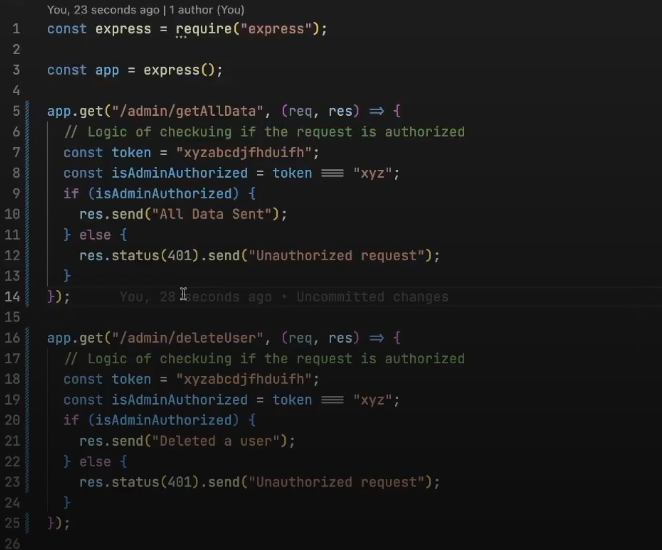 You, 23 seconds ago | 1 author (You)
1 const express = require("express");
2
3 const app = express();
4
5 app.get("/admin/getAllData", (req, res) => {
6 // Logic of checkuing if the request is authorized
7 const token = "xyzabcdjfhduifh";
8 const isAdminAuthorized = token === "xyz";
9 if (isAdminAuthorized) {
10 res.send("All Data Sent");
11 } else {
12 res.status(401).send("Unauthorized request");
13 }
14 }); You, 28 seconds ago • Uncommitted changes
15
16 app.get("/admin/deleteUser", (req, res) => {
17 // Logic of checkuing if the request is authorized
18 const token = "xyzabcdjfhduifh";
19 const isAdminAuthorized = token === "xyz";
20 if (isAdminAuthorized) {
21 res.send("Deleted a user");
22 } else {
23 res.status(401).send("Unauthorized request");
24 }
25 });
26